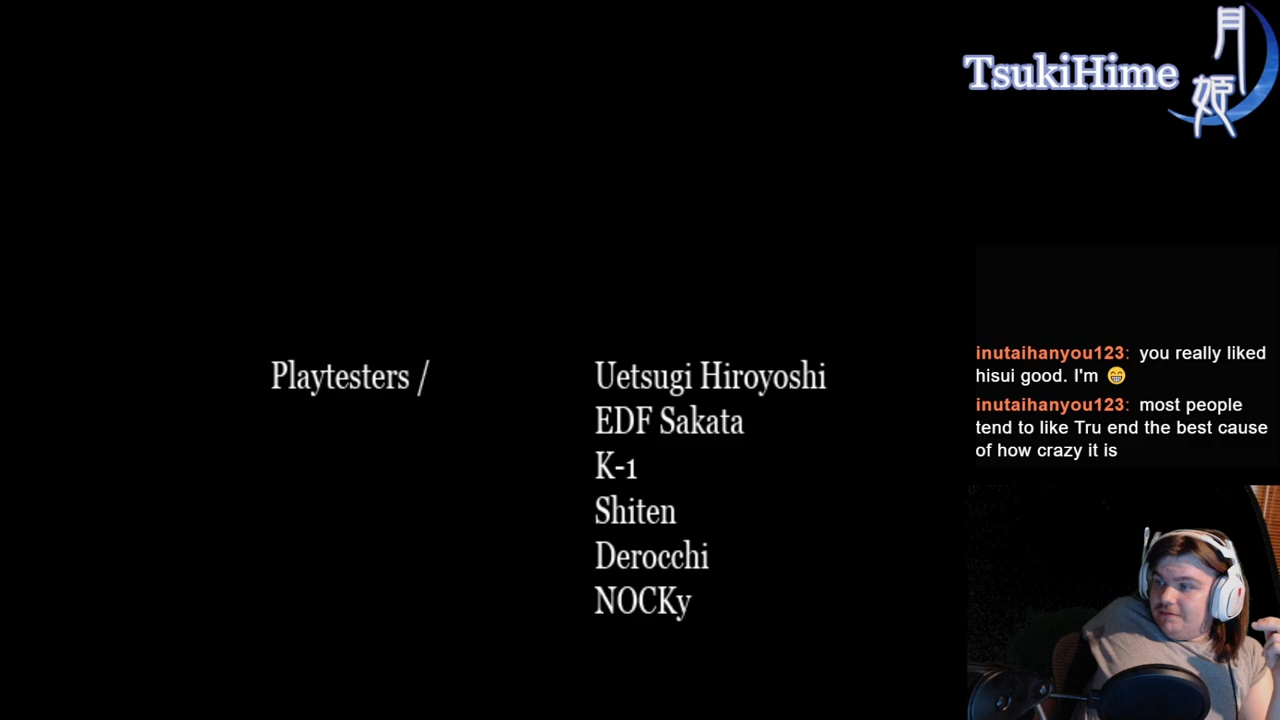 TsukiHime
月姫
Playtesters /
Uetsugi Hiroyoshi
EDF Sakata
K-1
Shiten
Derocchi
NOCKy
inutaihanyou123: you really liked
hisui good. I'm 😁
inutaihanyou123: most people
tend to like Tru end the best cause
of how crazy it is